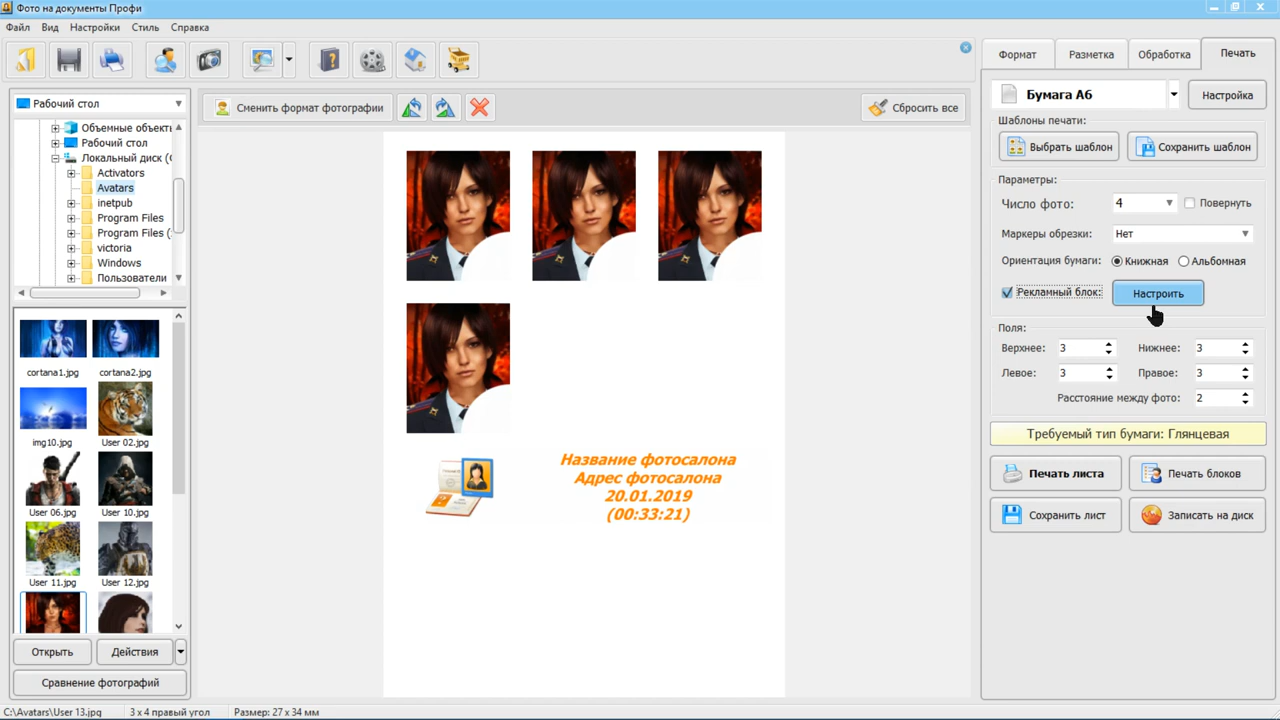 Фото на документы Профи
Файл Вид Настройки Стиль Справка
Рабочий стол
Объемные объекты
Рабочий стол
Локальный диск (
Activators
Avatars
inetpub
Program Files
Program Files (
victoria
Windows
Пользователи
cortana1.jpg cortana2.jpg
img10.jpg User 02.jpg
User 06.jpg User 10.jpg
User 11.jpg User 12.jpg
Открыть Действия
Сравнение фотографий
Сменить формат фотографии
Сбросить все
Название фотосалона
Адрес фотосалона
20.01.2019
(00:33:21)
Формат Разметка Обработка Печать
Бумага A6 Настройка
Шаблоны печати:
Выбрать шаблон Сохранить шаблон
Параметры:
Число фото: 4 Повернуть
Маркеры обрезки: Нет
Ориентация бумаги: Книжная Альбомная
Рекламный блок: Настроить
Поля:
Верхнее: 3 Нижнее: 3
Левое: 3 Правое: 3
Расстояние между фото: 2
Требуемый тип бумаги: Глянцевая
Печать листа Печать блоков
Сохранить лист Записать на диск
C:\Avatars\User 13.jpg 3 x 4 правый угол Размер: 27 x 34 мм